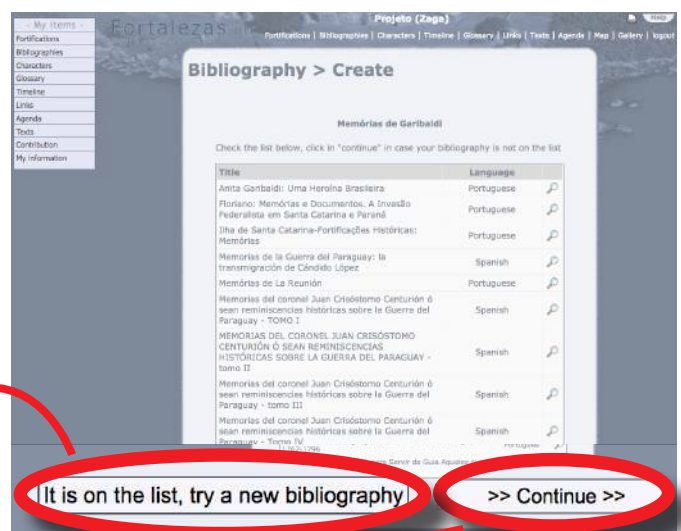 - My Items -
Fortifications
Bibliographies
Characters
Glossary
Timeline
Links
Agenda
Texts
Contribution
My information
Fortalezas
Projeto (Zaga)
Help
Fortifications | Bibliographies | Characters | Timeline | Glossary | Links | Texts | Agenda | Map | Gallery | logout
Bibliography > Create
Memórias de Garibaldi
Check the list below, click in "continue" in case your bibliography is not on the list
Title Language
Anita Garibaldi: Uma Heroína Brasileira Portuguese
Floriano: Memórias e Documentos. A Invasão
Federalista em Santa Catarina e Paraná Portuguese
Ilha de Santa Catarina-Fortificações Históricas:
Memórias Portuguese
Memorias de la Guerra del Paraguay: la
transmigración de Cándido López Spanish
Memórias de La Reunión Portuguese
Memorias del coronel Juan Crisóstomo Centurión ó
sean reminiscencias históricas sobre la Guerra del
Paraguay - TOMO I Spanish
MEMORIAS DEL CORONEL JUAN CRISÓSTOMO
CENTURIÓN Ó SEAN REMINISCENCIAS
HISTÓRICAS SOBRE LA GUERRA DEL PARAGUAY -
tomo II Spanish
Memorias del coronel Juan Crisóstomo Centurión ó
sean reminiscencias históricas sobre la Guerra del
Paraguay - tomo III Spanish
Memorias del coronel Juan Crisóstomo Centurión ó
sean reminiscencias históricas sobre la Guerra del
Paraguay - Tomo IV Spanish
Servir de Guia
It is on the list, try a new bibliography
>> Continue >>